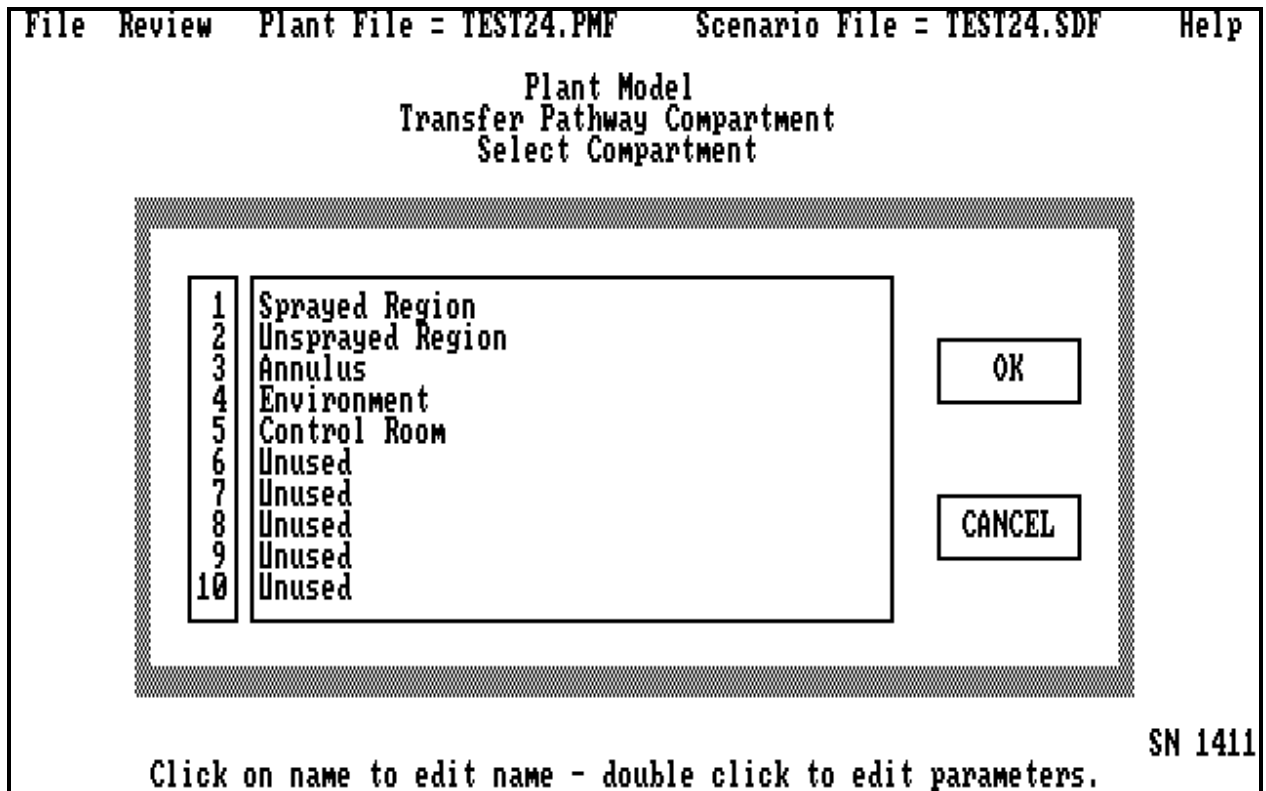 File Review Plant File = TEST24.PMF Scenario File = TEST24.SDF Help
Plant Model
Transfer Pathway Compartment
Select Compartment
1 Sprayed Region
2 Unsprayed Region
3 Annulus
4 Environment
5 Control Room
6 Unused
7 Unused
8 Unused
9 Unused
10 Unused
OK
CANCEL
SN 1411
Click on name to edit name - double click to edit parameters.